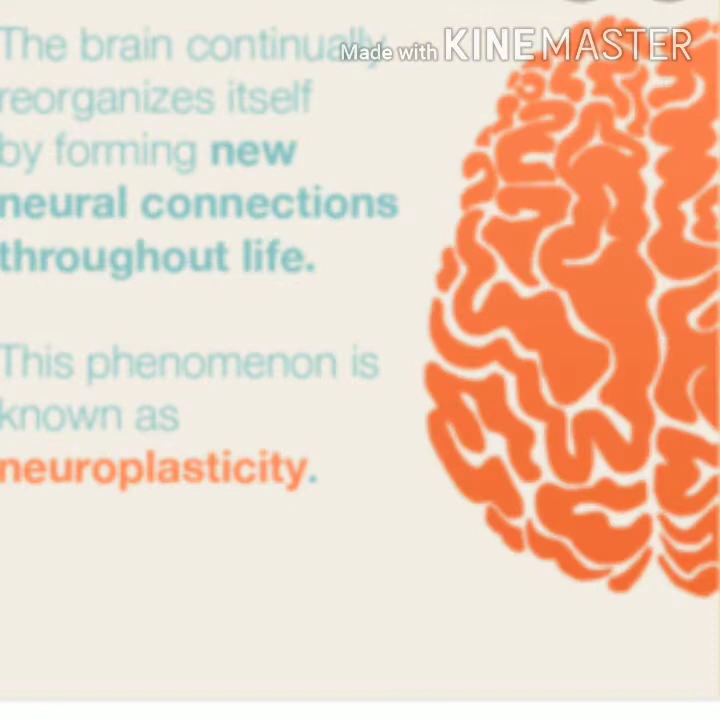 The brain continually
Made with KINEMASTER
reorganizes itself
by forming new
neural connections
throughout life.
This phenomenon is
known as
neuroplasticity.